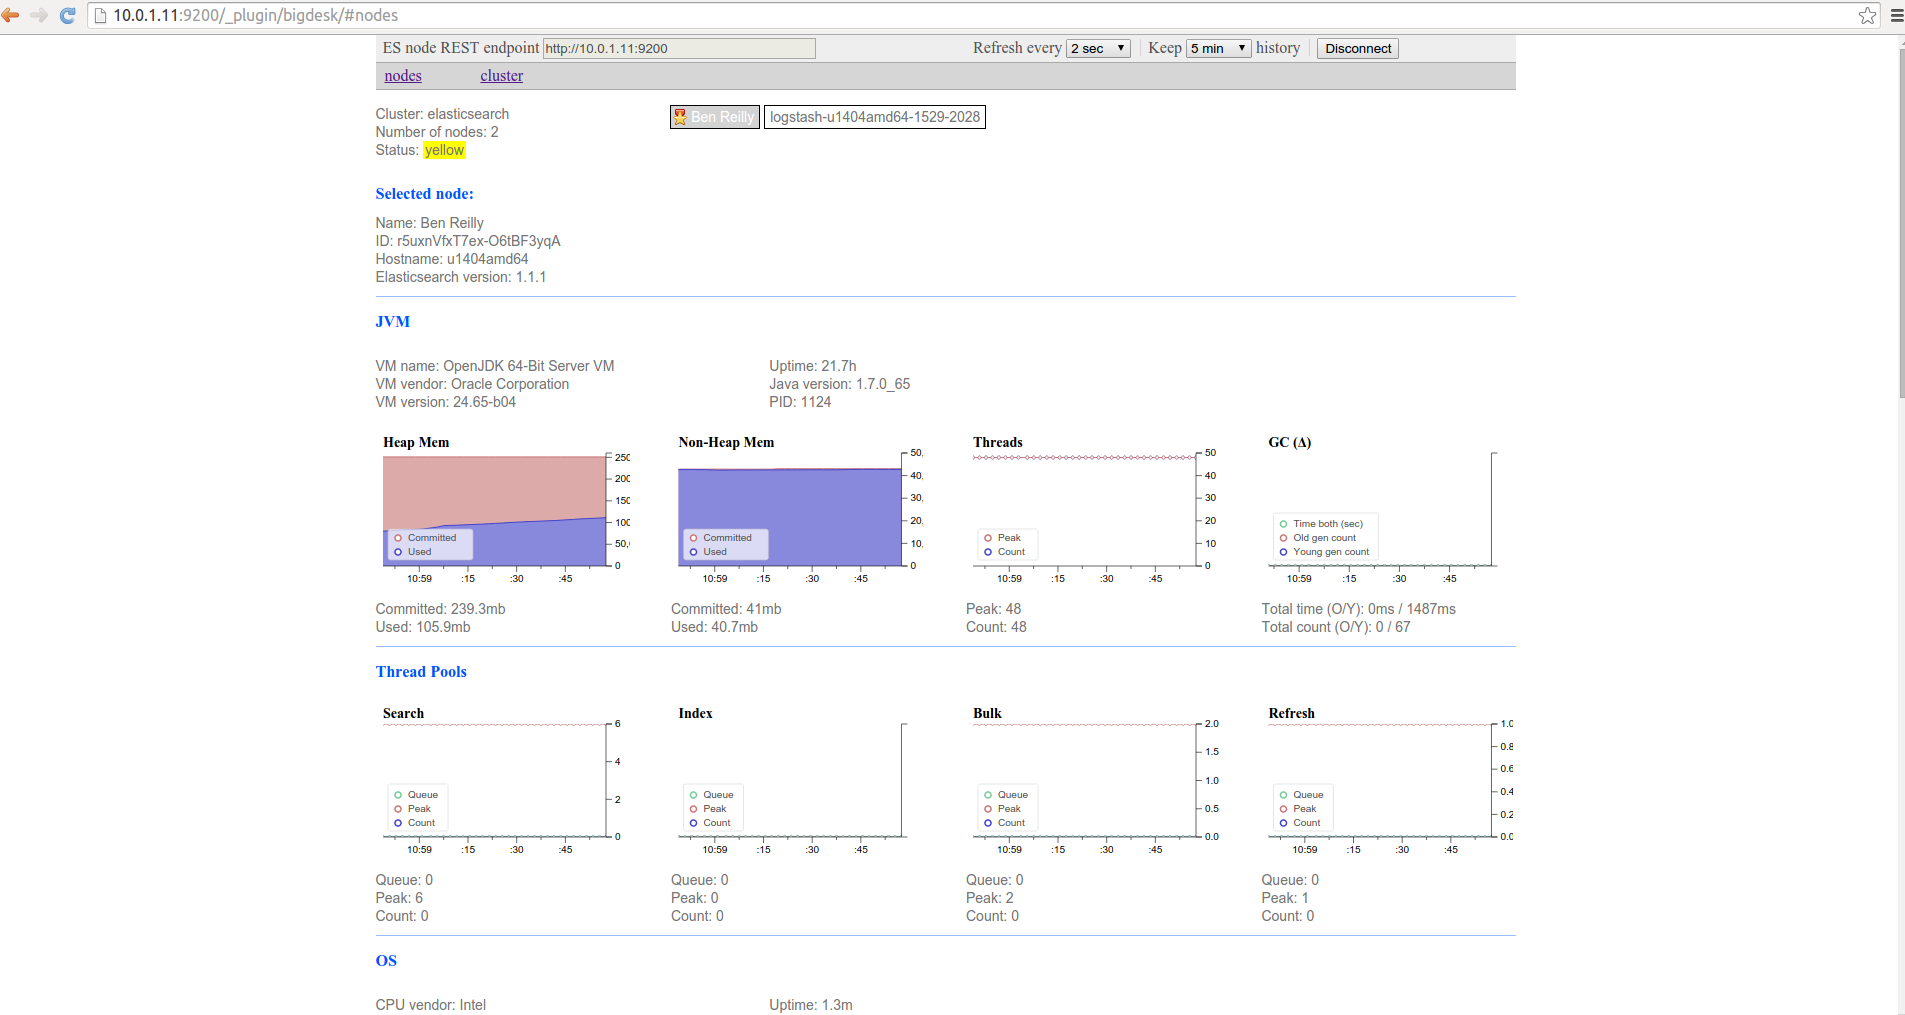 10.0.1.11:9200/_plugin/bigdesk/#nodes
ES node REST endpoint http://10.0.1.11:9200 Refresh every 2 sec Keep 5 min history Disconnect
nodes cluster
Cluster: elasticsearch
Number of nodes: 2
Status: yellow
Ben Reilly logstash-u1404amd64-1529-2028
Selected node:
Name: Ben Reilly
ID: r5uxnVfxT7ex-O6tBF3yqA
Hostname: u1404amd64
Elasticsearch version: 1.1.1
JVM
VM name: OpenJDK 64-Bit Server VM
VM vendor: Oracle Corporation
VM version: 24.65-b04
Uptime: 21.7h
Java version: 1.7.0_65
PID: 1124
Heap Mem
250
200
150
100
50,
0
Committed
Used
10:59 :15 :30 :45
Committed: 239.3mb
Used: 105.9mb
Non-Heap Mem
50,
40,
30,
20,
10,
0
Committed
Used
10:59 :15 :30 :45
Committed: 41mb
Used: 40.7mb
Threads
50
40
30
20
10
0
Peak
Count
10:59 :15 :30 :45
Peak: 48
Count: 48
GC (Δ)
Time both (sec)
Old gen count
Young gen count
10:59 :15 :30 :45
Total time (O/Y): 0ms / 1487ms
Total count (O/Y): 0 / 67
Thread Pools
Search
6
4
2
0
Queue
Peak
Count
10:59 :15 :30 :45
Queue: 0
Peak: 6
Count: 0
Index
Queue
Peak
Count
10:59 :15 :30 :45
Queue: 0
Peak: 0
Count: 0
Bulk
2.0
1.5
1.0
0.5
0.0
Queue
Peak
Count
10:59 :15 :30 :45
Queue: 0
Peak: 2
Count: 0
Refresh
1.0
0.8
0.6
0.4
0.2
0.0
Queue
Peak
Count
10:59 :15 :30 :45
Queue: 0
Peak: 1
Count: 0
OS
CPU vendor: Intel
Uptime: 1.3m